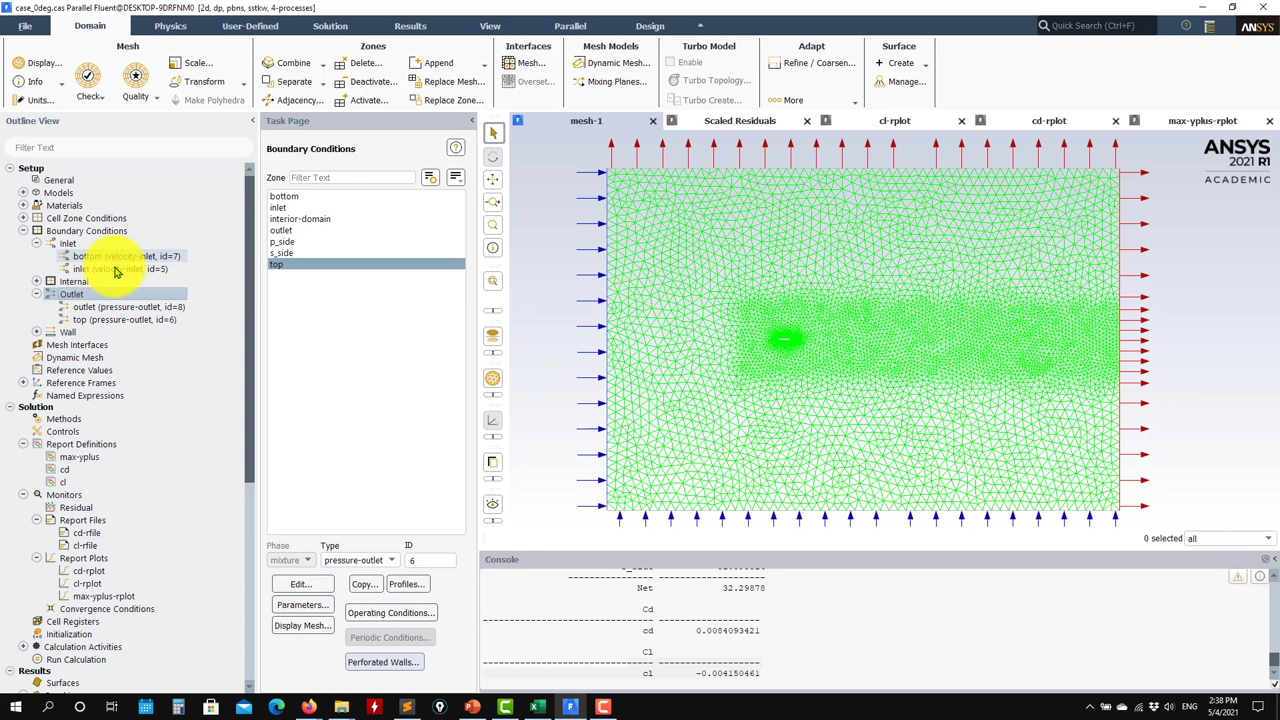 case_0deg.cas Parallel Fluent@DESKTOP-9DRFNM0 [2d, dp, pbns, sstkw, 4-processes]
File Domain Physics User-Defined Solution Results View Parallel Design Quick Search (Ctrl+F) ANSYS
Mesh Zones Interfaces Mesh Models Turbo Model Adapt Surface
Display... Scale... Combine Delete... Append Mesh... Dynamic Mesh... Enable Refine / Coarsen... Create
Info Transform Separate Deactivate... Replace Mesh... Overset... Mixing Planes... Turbo Topology... Manage...
Units... Check Quality Make Polyhedra Adjacency... Activate... Replace Zone... Turbo Create... More
Outline View
Filter Text
Setup
General
Models
Materials
Cell Zone Conditions
Boundary Conditions
Inlet
bottom (velocity-inlet, id=7)
inlet (velocity-inlet, id=5)
Internal
Outlet
outlet (pressure-outlet, id=8)
top (pressure-outlet, id=6)
Wall
Mesh Interfaces
Dynamic Mesh
Reference Values
Reference Frames
Named Expressions
Solution
Methods
Controls
Report Definitions
max-yplus
cd
cl
Monitors
Residual
Report Files
cd-rfile
cl-rfile
Report Plots
cd-rplot
cl-rplot
max-yplus-rplot
Convergence Conditions
Cell Registers
Initialization
Calculation Activities
Run Calculation
Results
Surfaces
Task Page
Boundary Conditions
Zone Filter Text
bottom
inlet
interior-domain
outlet
p_side
s_side
top
Phase Type ID
mixture pressure-outlet 6
Edit... Copy... Profiles...
Parameters... Operating Conditions...
Display Mesh... Periodic Conditions...
Perforated Walls...
mesh-1 Scaled Residuals cl-rplot cd-rplot max-yplus-rplot
ANSYS
2021 R1
ACADEMIC
0 selected all
Console
Net 32.29878
Cd
cd 0.0084093421
Cl
cl -0.004150461
ENG 2:38 PM
5/4/2021